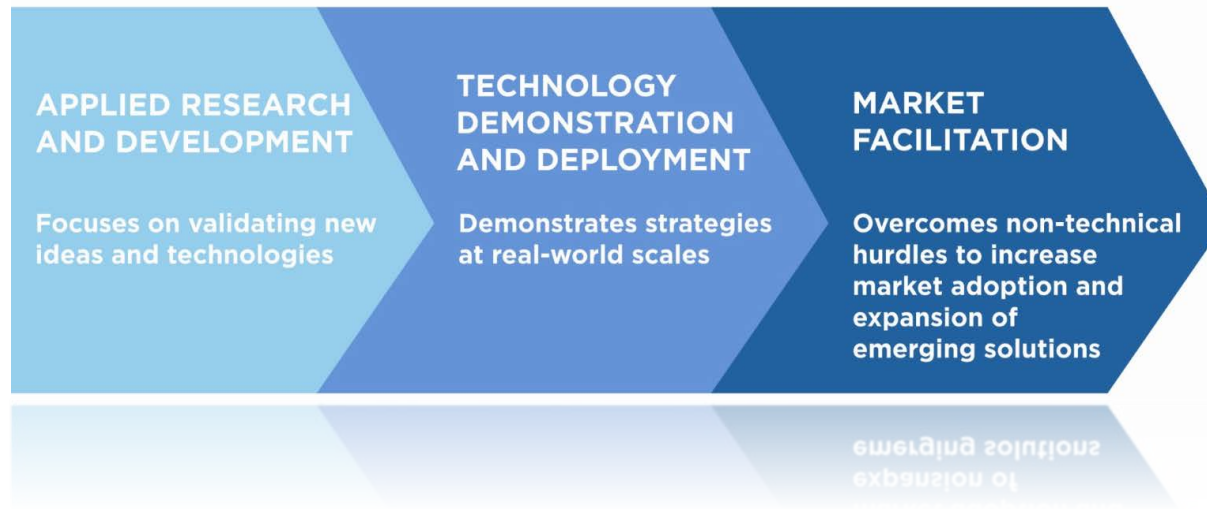 APPLIED RESEARCH
AND DEVELOPMENT
Focuses on validating new
ideas and technologies
TECHNOLOGY
DEMONSTRATION
AND DEPLOYMENT
Demonstrates strategies
at real-world scales
MARKET
FACILITATION
Overcomes non-technical
hurdles to increase
market adoption and
expansion of
emerging solutions